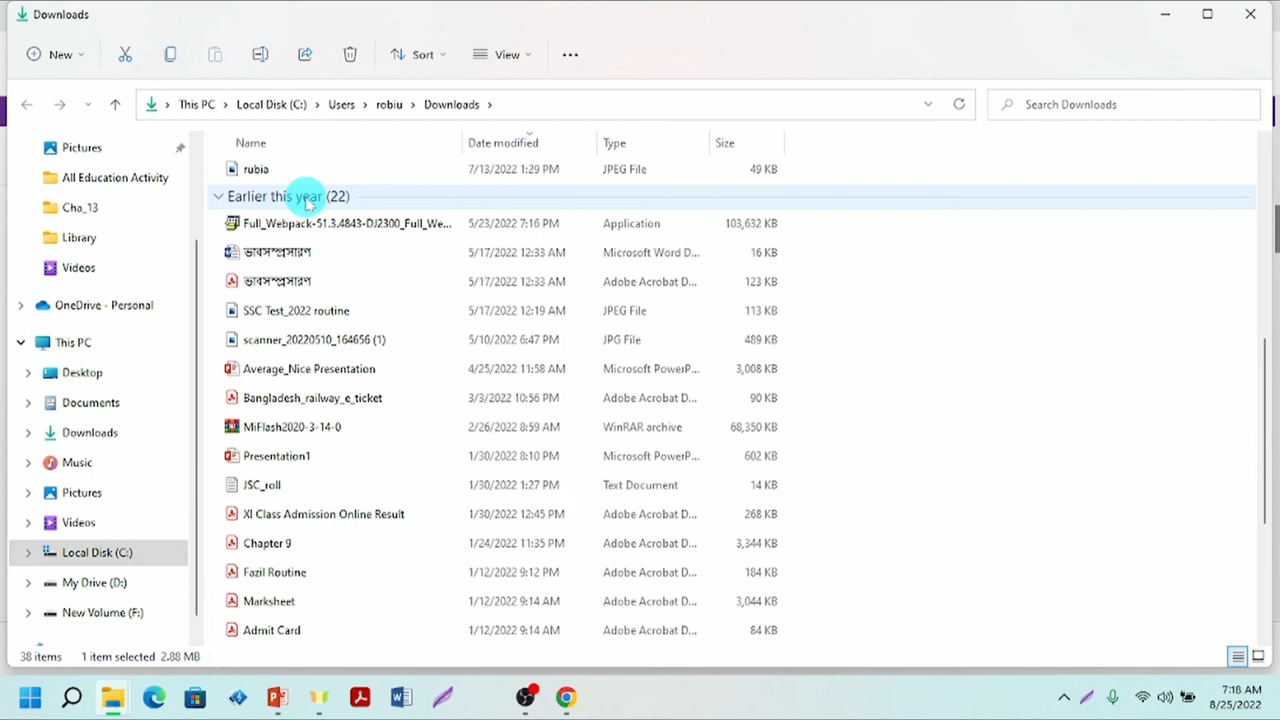 Downloads
New
Sort
View
This PC > Local Disk (C:) > Users > robiu > Downloads >
Search Downloads
Pictures
All Education Activity
Cha_13
Library
Videos
OneDrive - Personal
This PC
Desktop
Documents
Downloads
Music
Pictures
Videos
Local Disk (C:)
My Drive (D:)
New Volume (F:)
Name Date modified Type Size
rubia 7/13/2022 1:29 PM JPEG File 49 KB
Earlier this year (22)
Full_Webpack-51.3.4843-DJ2300_Full_We... 5/23/2022 7:16 PM Application 103,632 KB
ভাবসম্প্রসারণ 5/17/2022 12:33 AM Microsoft Word D... 16 KB
ভাবসম্প্রসারণ 5/17/2022 12:33 AM Adobe Acrobat D... 123 KB
SSC Test_2022 routine 5/17/2022 12:19 AM JPEG File 113 KB
scanner_20220510_164656 (1) 5/10/2022 6:47 PM JPG File 489 KB
Average_Nice Presentation 4/25/2022 11:58 AM Microsoft PowerP... 3,008 KB
Bangladesh_railway_e_ticket 3/3/2022 10:56 PM Adobe Acrobat D... 90 KB
MiFlash2020-3-14-0 2/26/2022 8:59 AM WinRAR archive 68,350 KB
Presentation1 1/30/2022 8:10 PM Microsoft PowerP... 602 KB
JSC_roll 1/30/2022 1:27 PM Text Document 14 KB
XI Class Admission Online Result 1/30/2022 12:45 PM Adobe Acrobat D... 268 KB
Chapter 9 1/24/2022 11:35 PM Adobe Acrobat D... 3,344 KB
Fazil Routine 1/12/2022 9:12 PM Adobe Acrobat D... 184 KB
Marksheet 1/12/2022 9:14 AM Adobe Acrobat D... 3,044 KB
Admit Card 1/12/2022 9:14 AM Adobe Acrobat D... 84 KB
38 items 1 item selected 2.88 MB
7:18 AM
8/25/2022